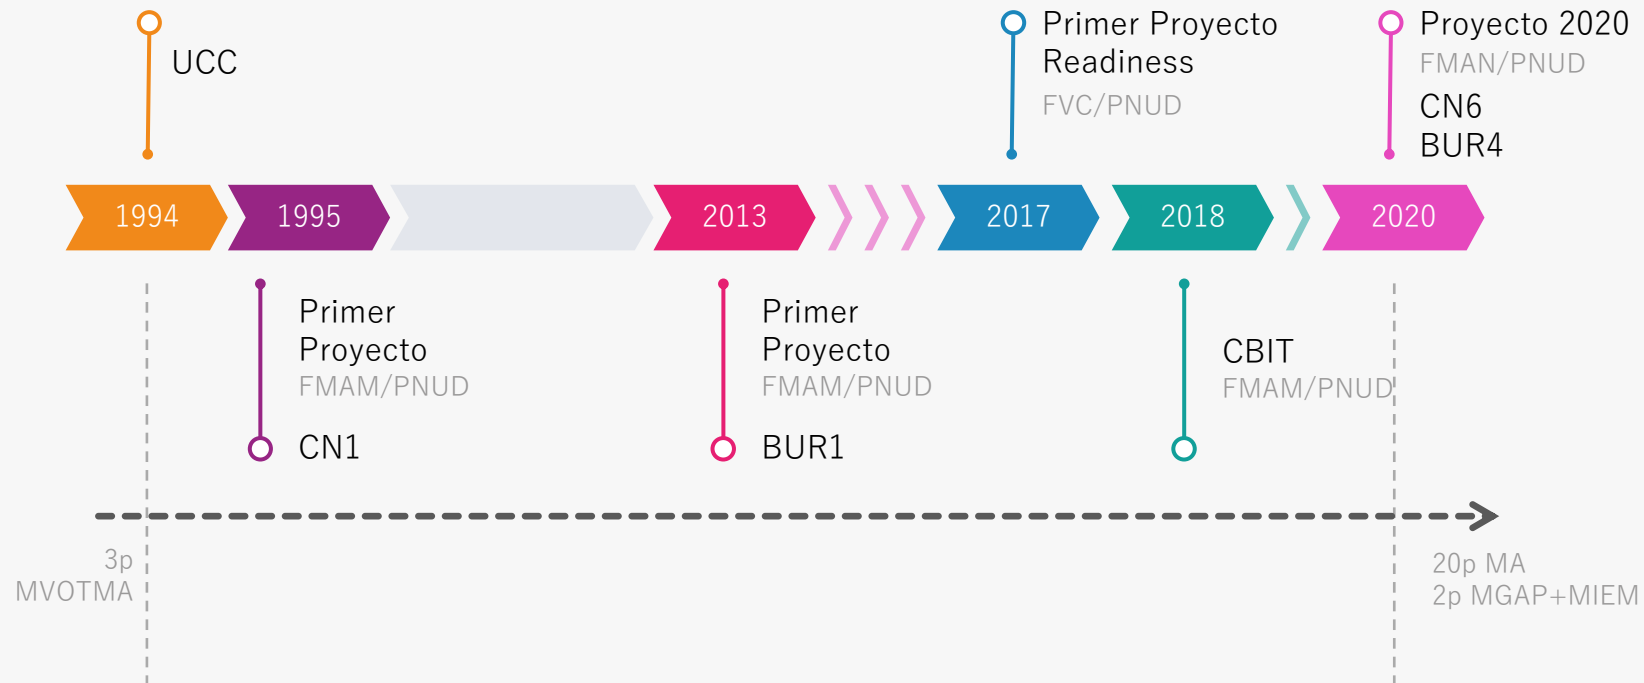 UCC
Primer Proyecto
Readiness
FVC/PNUD
Proyecto 2020
FMAN/PNUD
CN6
BUR4
1994
1995
2013
2017
2018
2020
Primer
Proyecto
FMAM/PNUD
CN1
Primer
Proyecto
FMAM/PNUD
BUR1
CBIT
FMAM/PNUD
3p
MVOTMA
20p MA
2p MGAP+MIEM